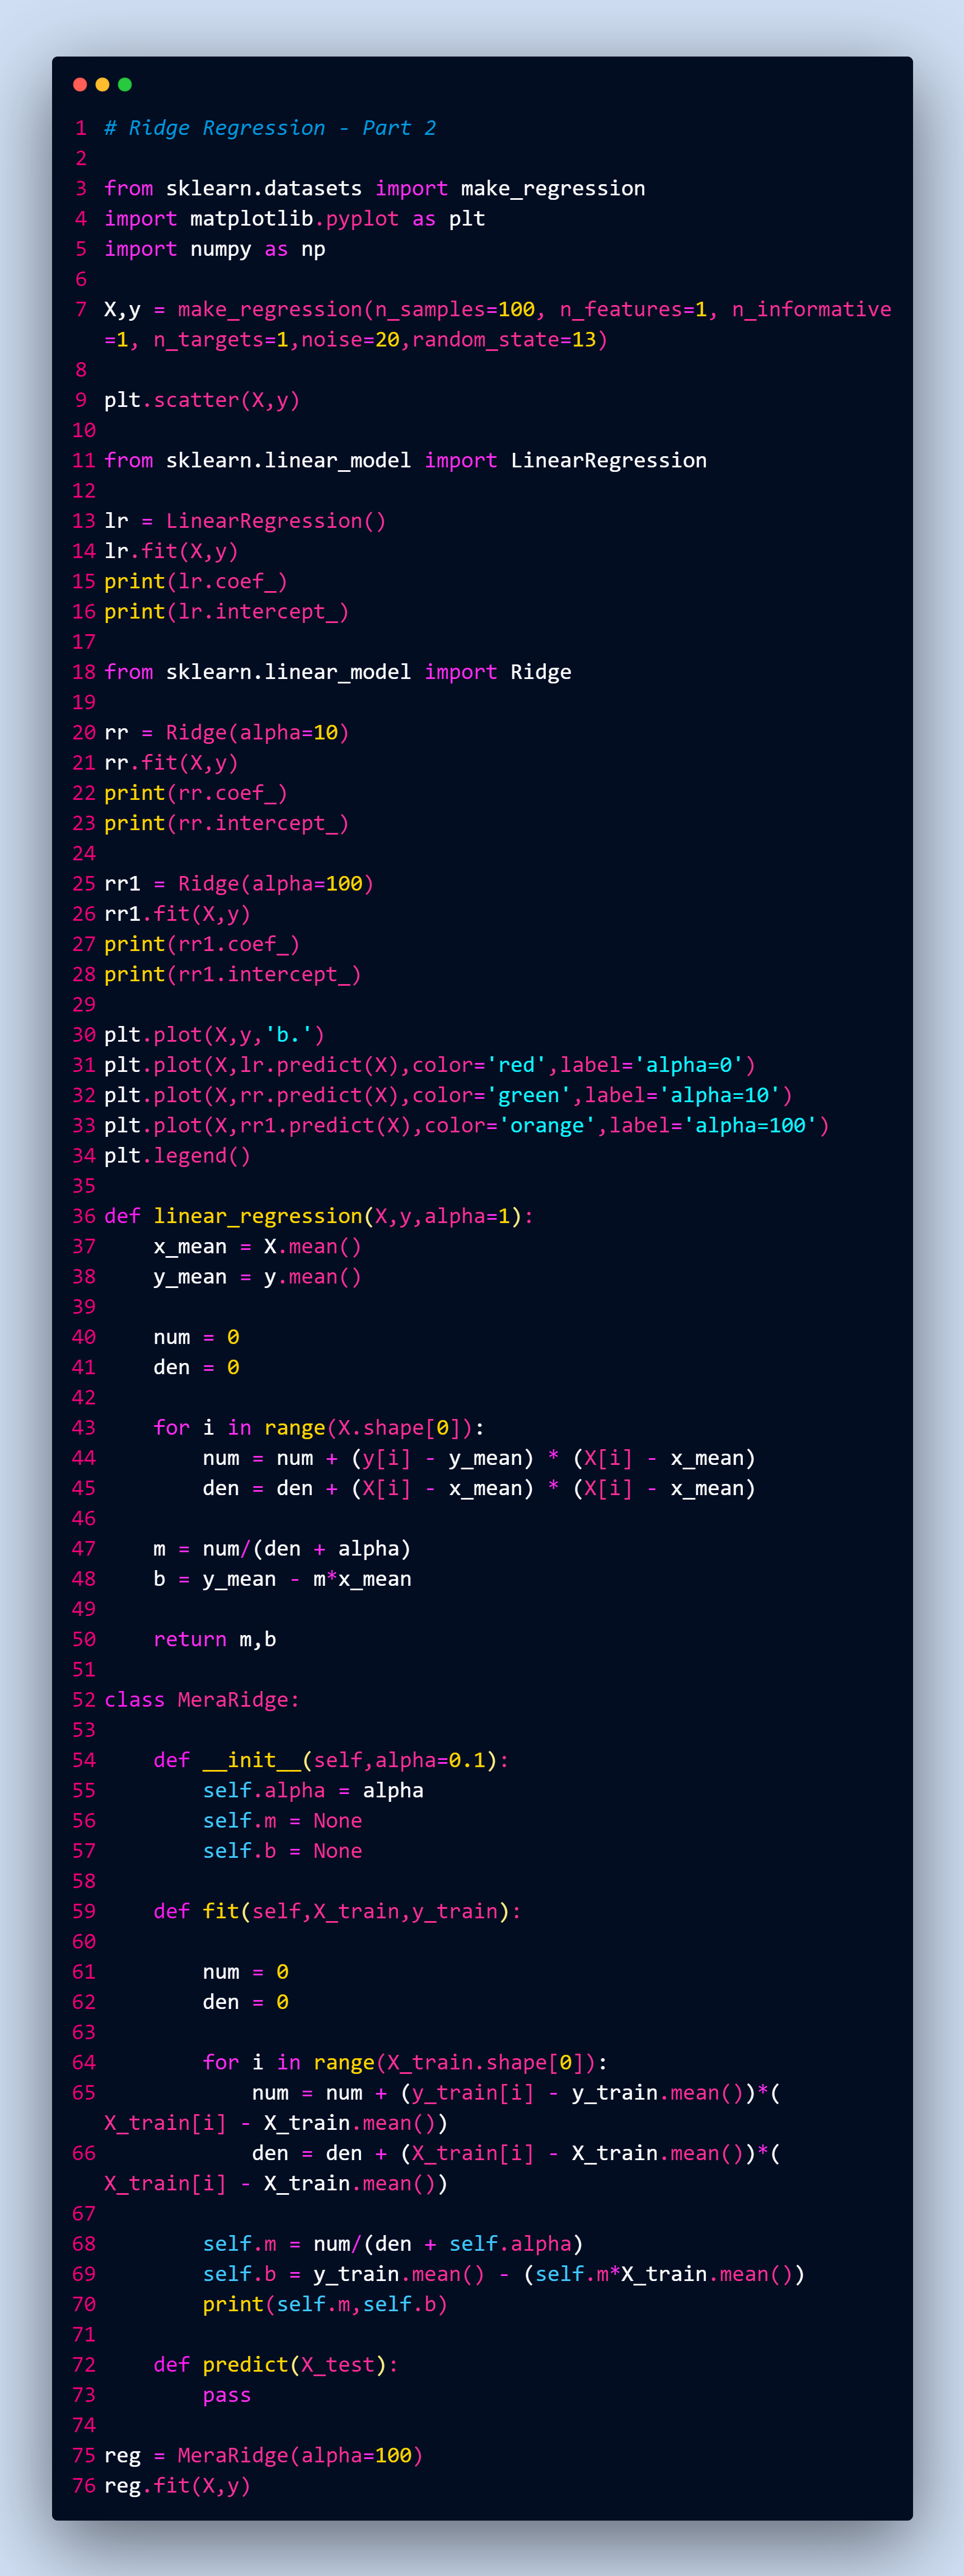 1 # Ridge Regression - Part 2
2
3 from sklearn.datasets import make_regression
4 import matplotlib.pyplot as plt
5 import numpy as np
6
7 X,y = make_regression(n_samples=100, n_features=1, n_informative
=1, n_targets=1,noise=20,random_state=13)
8
9 plt.scatter(X,y)
10
11 from sklearn.linear_model import LinearRegression
12
13 lr = LinearRegression()
14 lr.fit(X,y)
15 print(lr.coef_)
16 print(lr.intercept_)
17
18 from sklearn.linear_model import Ridge
19
20 rr = Ridge(alpha=10)
21 rr.fit(X,y)
22 print(rr.coef_)
23 print(rr.intercept_)
24
25 rr1 = Ridge(alpha=100)
26 rr1.fit(X,y)
27 print(rr1.coef_)
28 print(rr1.intercept_)
29
30 plt.plot(X,y,'b.')
31 plt.plot(X,lr.predict(X),color='red',label='alpha=0')
32 plt.plot(X,rr.predict(X),color='green',label='alpha=10')
33 plt.plot(X,rr1.predict(X),color='orange',label='alpha=100')
34 plt.legend()
35
36 def linear_regression(X,y,alpha=1):
37     x_mean = X.mean()
38     y_mean = y.mean()
39
40     num = 0
41     den = 0
42
43     for i in range(X.shape[0]):
44         num = num + (y[i] - y_mean) * (X[i] - x_mean)
45         den = den + (X[i] - x_mean) * (X[i] - x_mean)
46
47     m = num/(den + alpha)
48     b = y_mean - m*x_mean
49
50     return m,b
51
52 class MeraRidge:
53
54     def __init__(self,alpha=0.1):
55         self.alpha = alpha
56         self.m = None
57         self.b = None
58
59     def fit(self,X_train,y_train):
60
61         num = 0
62         den = 0
63
64         for i in range(X_train.shape[0]):
65             num = num + (y_train[i] - y_train.mean())*(
X_train[i] - X_train.mean())
66             den = den + (X_train[i] - X_train.mean())*(
X_train[i] - X_train.mean())
67
68         self.m = num/(den + self.alpha)
69         self.b = y_train.mean() - (self.m*X_train.mean())
70         print(self.m,self.b)
71
72     def predict(X_test):
73         pass
74
75 reg = MeraRidge(alpha=100)
76 reg.fit(X,y)